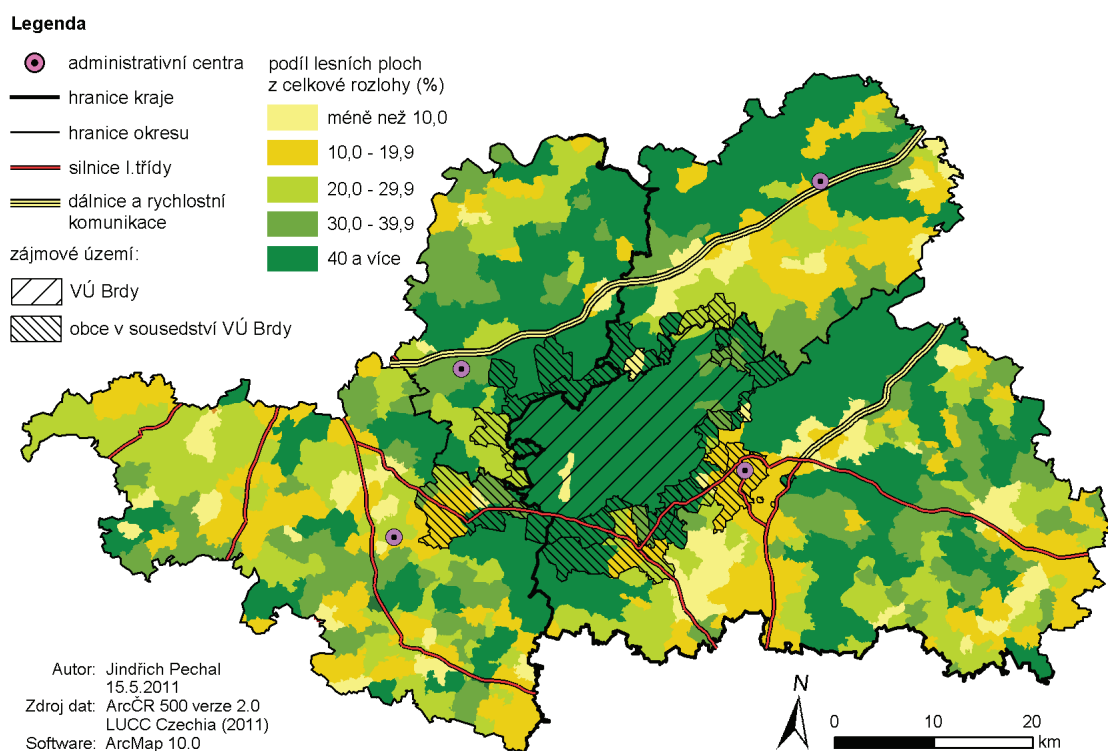 Legenda
administrativní centra
hranice kraje
hranice okresu
silnice I.třídy
dálnice a rychlostní
komunikace
zájmové území:
VÚ Brdy
obce v sousedství VÚ Brdy
podíl lesních ploch
z celkové rozlohy (%)
méně než 10,0
10,0 - 19,9
20,0 - 29,9
30,0 - 39,9
40 a více
Autor: Jindřich Pechal
15.5.2011
Zdroj dat: ArcČR 500 verze 2.0
LUCC Czechia (2011)
Software: ArcMap 10.0
N
0 10 20
km